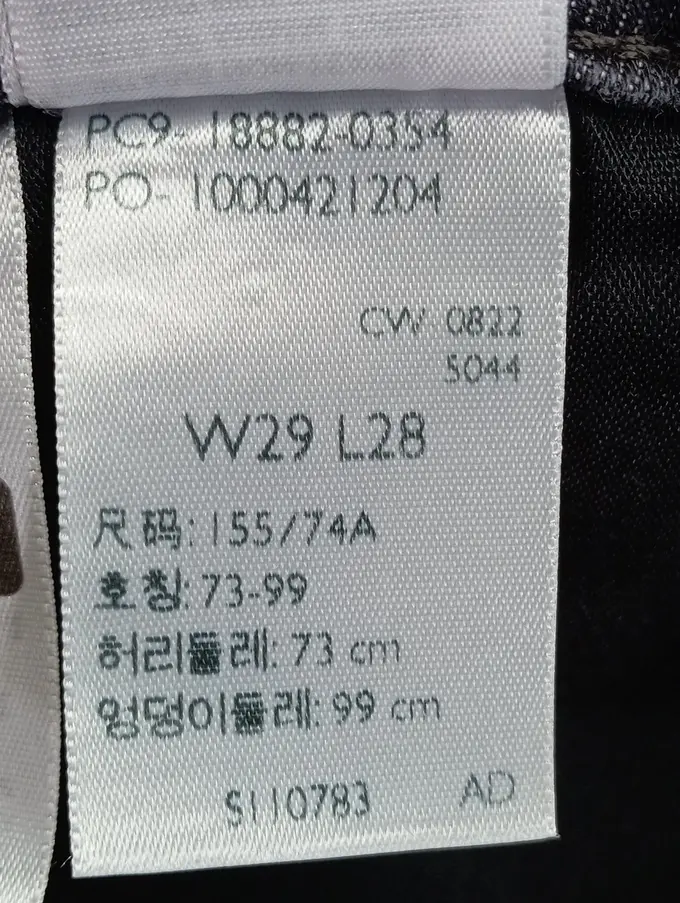 PC9- 18882-0354
PO- 1000421204
CW 0822
5044
W29 L28
尺码: 155/74A
호칭: 73-99
허리둘레: 73 cm
엉덩이둘레: 99 cm
S110783 AD